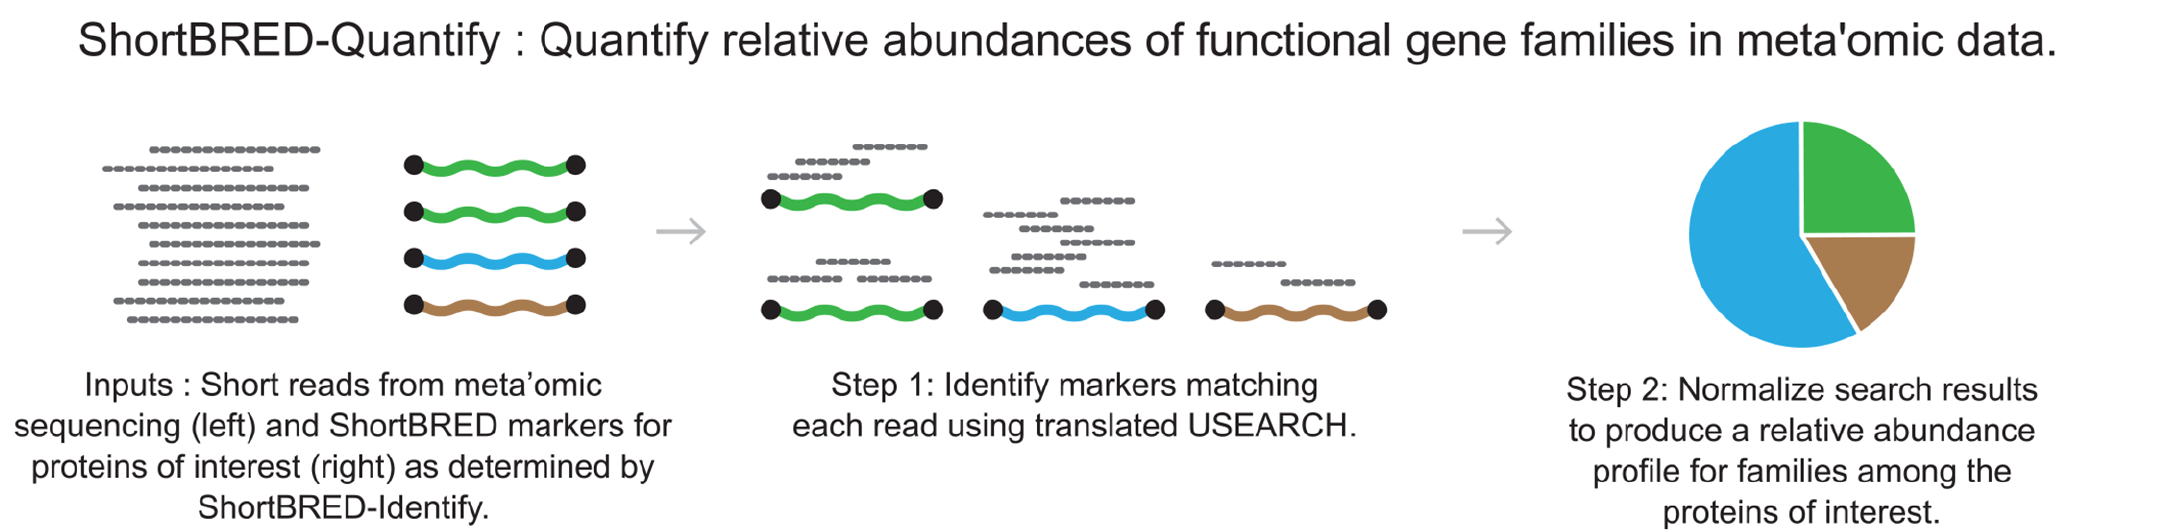 ShortBRED-Quantify : Quantify relative abundances of functional gene families in meta'omic data.
Inputs : Short reads from meta’omic
sequencing (left) and ShortBRED markers for
proteins of interest (right) as determined by
ShortBRED-Identify.
Step 1: Identify markers matching
each read using translated USEARCH.
Step 2: Normalize search results
to produce a relative abundance
profile for families among the
proteins of interest.